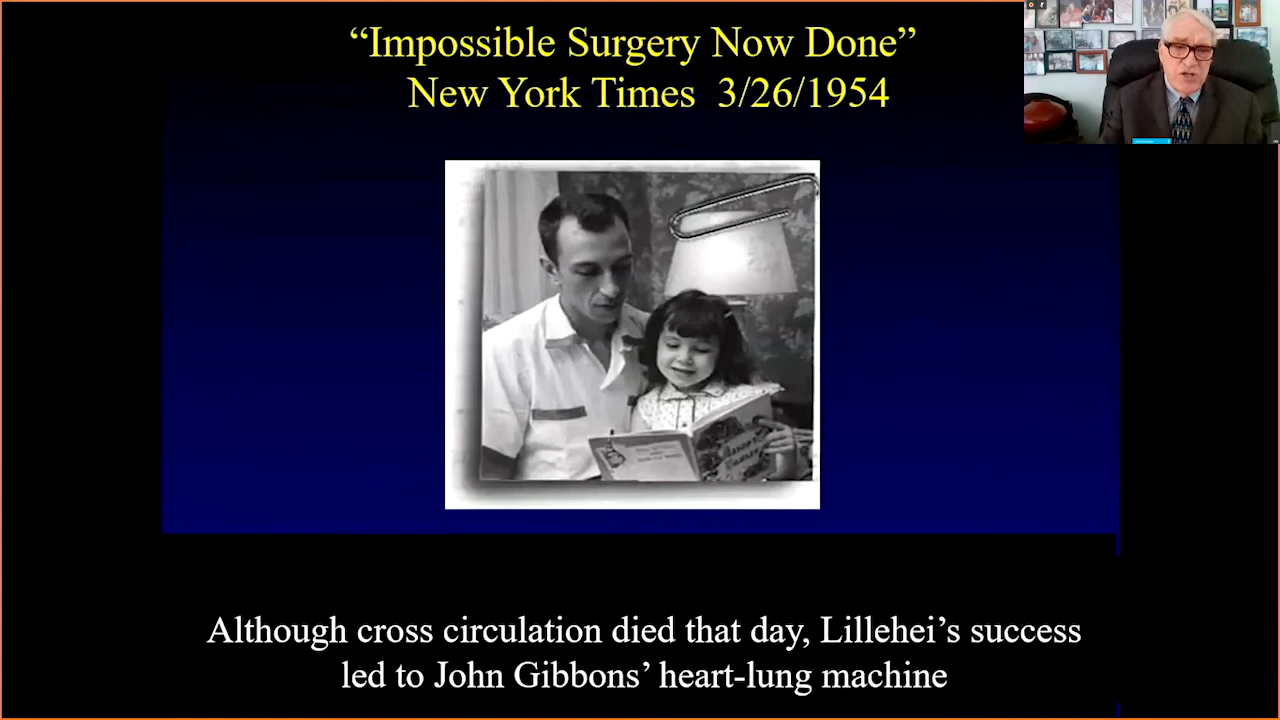 “Impossible Surgery Now Done”
New York Times 3/26/1954
Although cross circulation died that day, Lillehei’s success
led to John Gibbons’ heart-lung machine